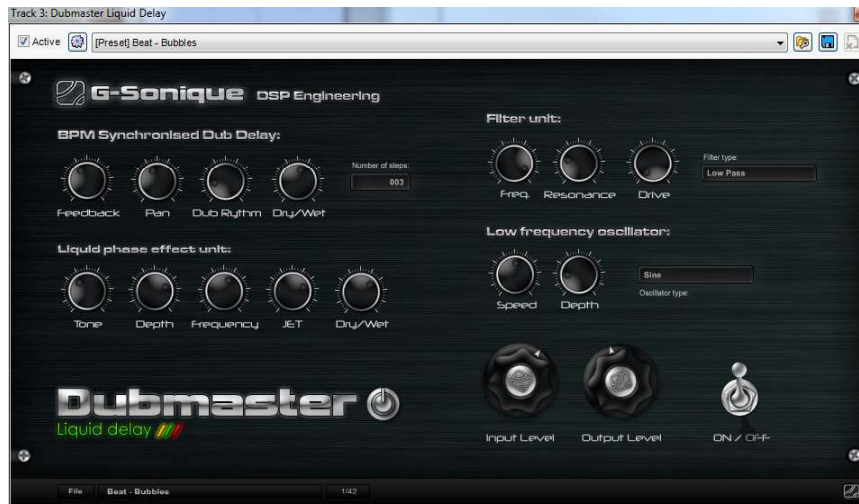 Track 3: Dubmaster Liquid Delay
Active
[Preset] Beat - Bubbles
G-Sonique DSP Engineering
BPM Synchronised Dub Delay:
Number of steps:
003
Feedback Pan Dub Rythm Dry/Wet
Liquid phase effect unit:
Tone Depth Frequency JET Dry/Wet
Filter unit:
Filter type:
Low Pass
Freq. Resonance Drive
Low frequency oscillator:
Sine
Oscillator type:
Speed Depth
Dubmaster
Liquid delay
Input Level Output Level ON / OFF
File Beat - Bubbles 1/42